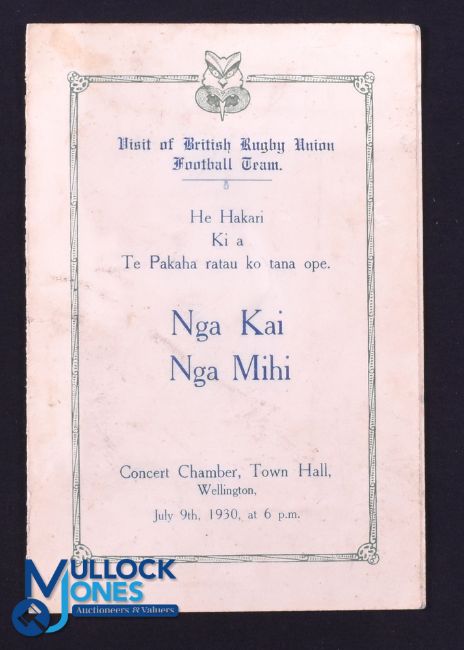 Visit of British Rugby Union
Football Team.
He Hakari
Ki a
Te Pakaha ratau ko tana ope.
Nga Kai
Nga Mihi
Concert Chamber, Town Hall,
Wellington,
July 9th, 1930, at 6 p.m.
MULLOCK
JONES
Auctioneers & Valuers